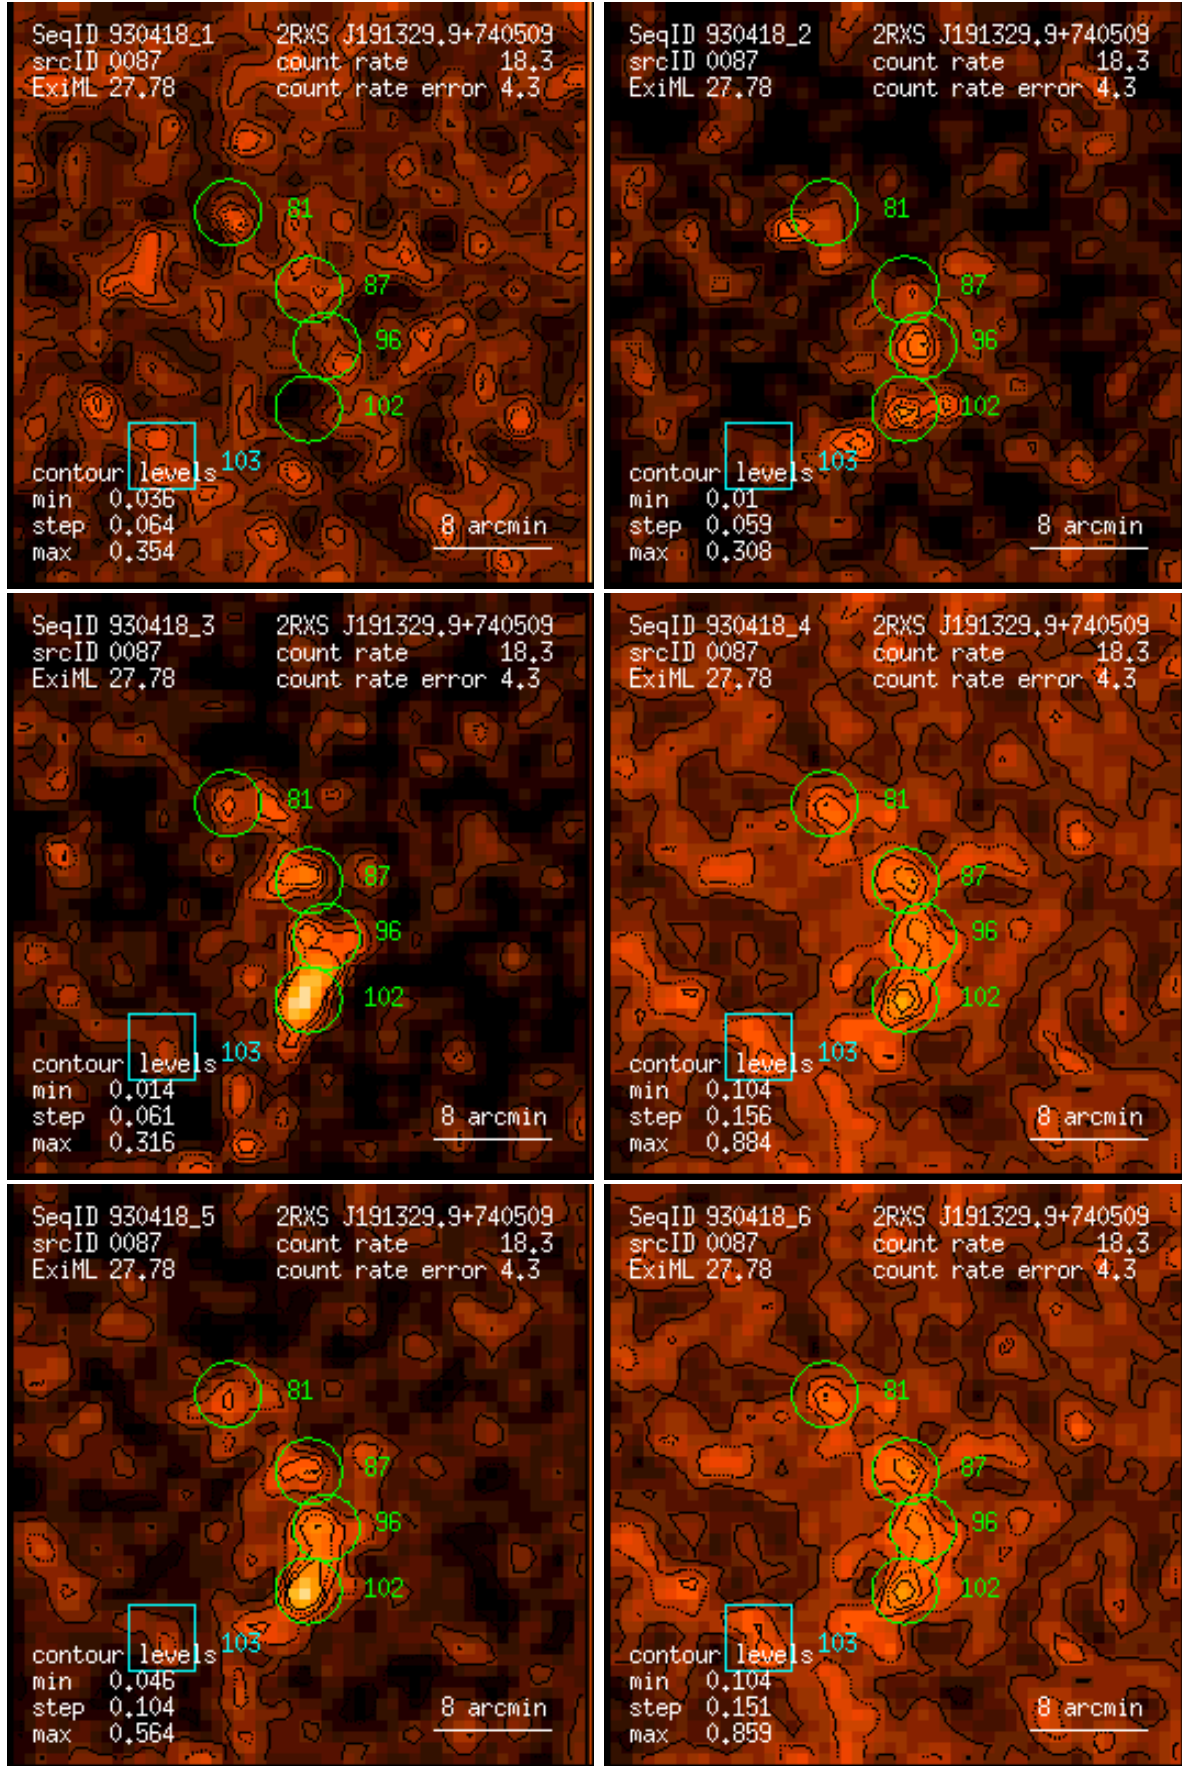 SeqID 930418_1 2RXS J191329.9+740509
srcID 0087 count rate 18.3
ExiML 27.78 count rate error 4.3
81
87
96
102
103
contour levels
min 0.036
step 0.064 8 arcmin
max 0.354
SeqID 930418_2 2RXS J191329.9+740509
srcID 0087 count rate 18.3
ExiML 27.78 count rate error 4.3
81
87
96
102
103
contour levels
min 0.01
step 0.059 8 arcmin
max 0.308
SeqID 930418_3 2RXS J191329.9+740509
srcID 0087 count rate 18.3
ExiML 27.78 count rate error 4.3
81
87
96
102
103
contour levels
min 0.014
step 0.061 8 arcmin
max 0.316
SeqID 930418_4 2RXS J191329.9+740509
srcID 0087 count rate 18.3
ExiML 27.78 count rate error 4.3
81
87
96
102
103
contour levels
min 0.104
step 0.156 8 arcmin
max 0.884
SeqID 930418_5 2RXS J191329.9+740509
srcID 0087 count rate 18.3
ExiML 27.78 count rate error 4.3
81
87
96
102
103
contour levels
min 0.046
step 0.104 8 arcmin
max 0.564
SeqID 930418_6 2RXS J191329.9+740509
srcID 0087 count rate 18.3
ExiML 27.78 count rate error 4.3
81
87
96
102
103
contour levels
min 0.104
step 0.151 8 arcmin
max 0.859